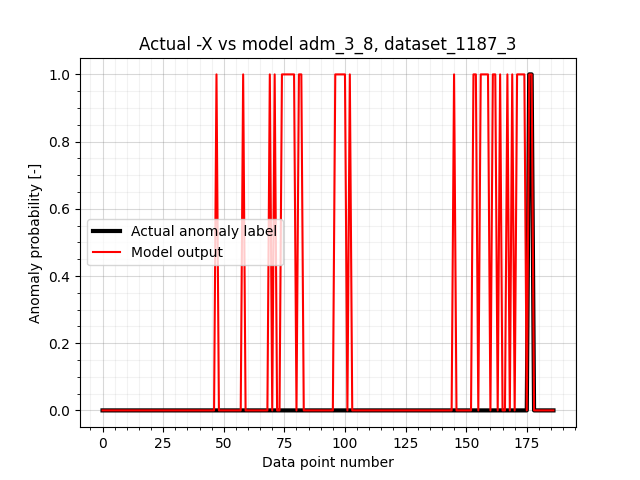 Actual -X vs model adm_3_8, dataset_1187_3
Anomaly probability [-]
1.0
0.8
0.6
0.4
0.2
0.0
Actual anomaly label
Model output
0 25 50 75 100 125 150 175
Data point number